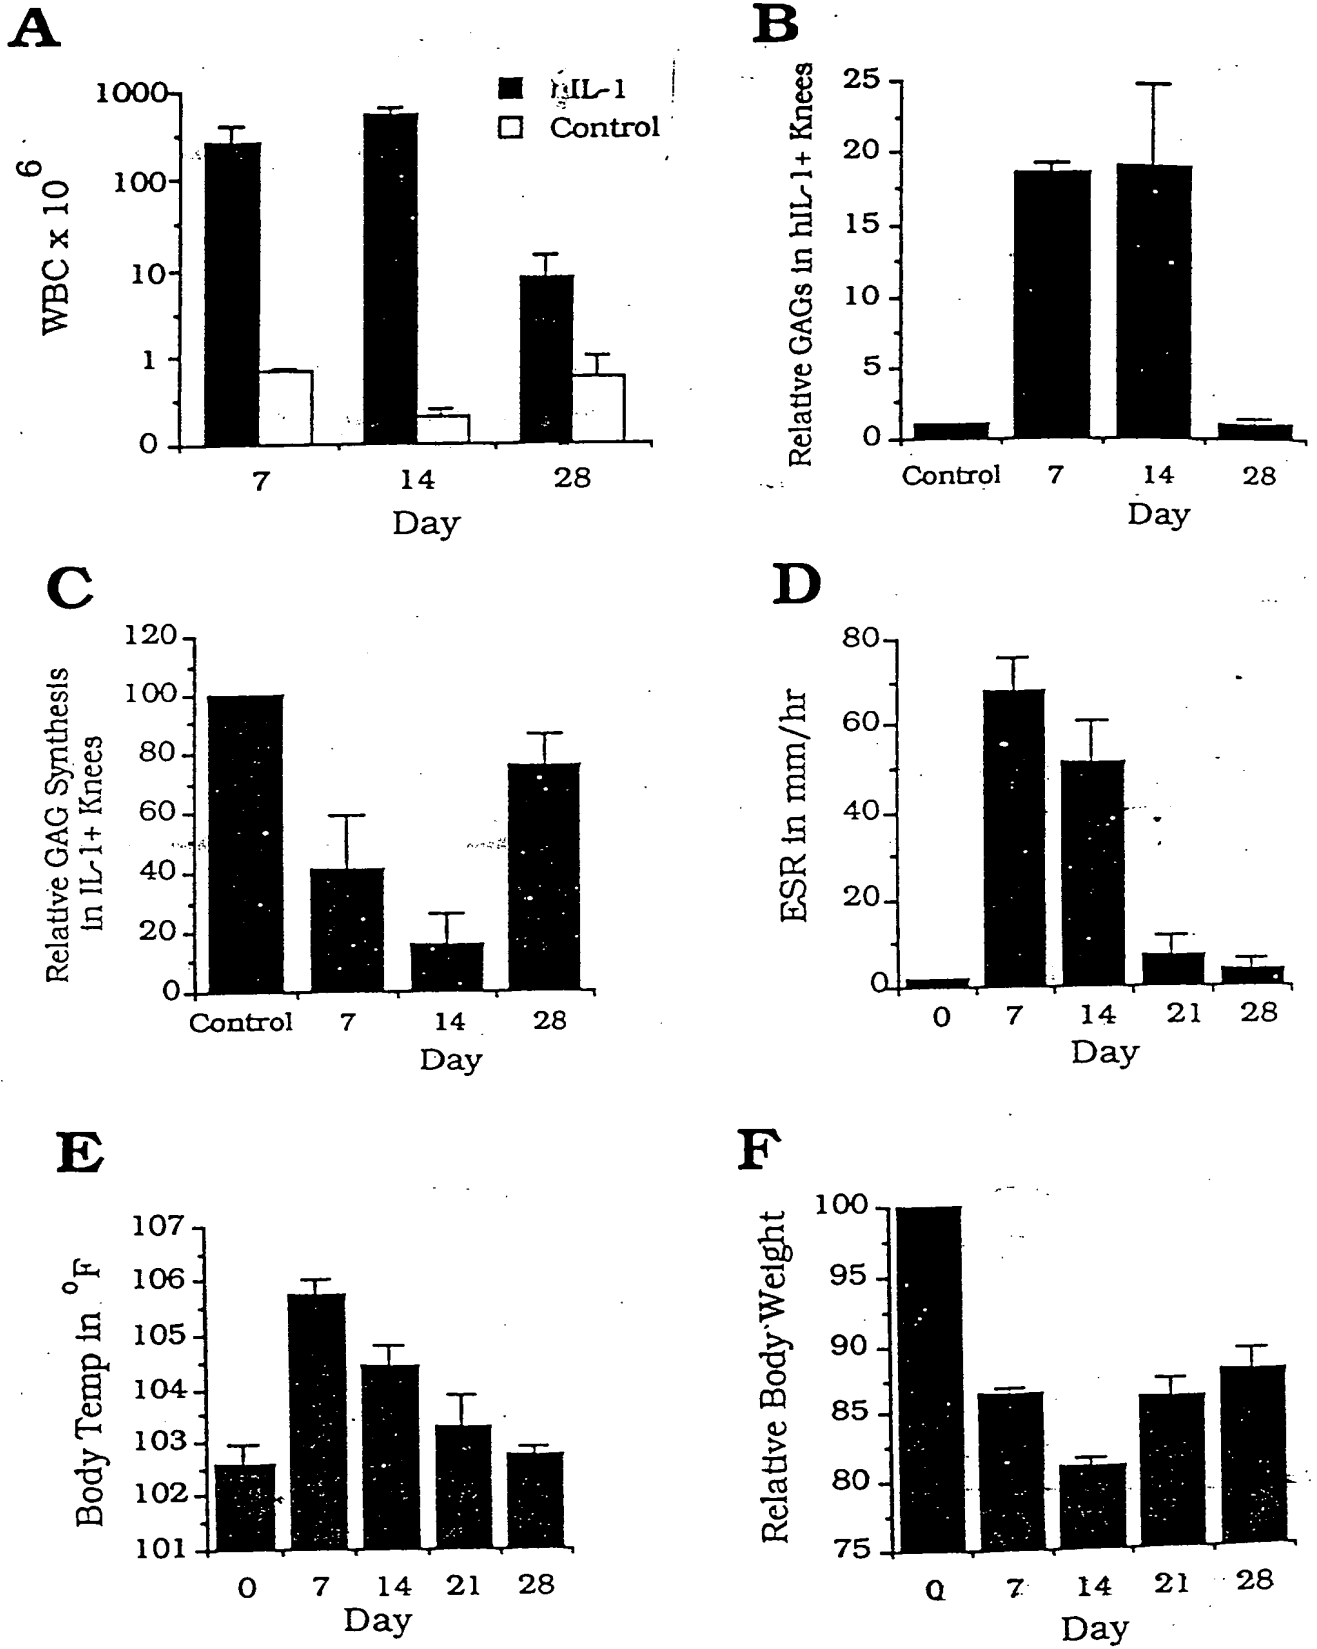 A
1000
100
10
1
0
WBC x 10⁶
hIL-1
Control
7 14 28
Day
B
25
20
15
10
5
0
Relative GAGs in hIL-1+ Knees
Control 7 14 28
Day
C
120
100
80
60
40
20
0
Relative GAG Synthesis
in IL-1+ Knees
Control 7 14 28
Day
D
80
60
40
20
0
ESR in mm/hr
0 7 14 21 28
Day
E
107
106
105
104
103
102
101
Body Temp in °F
0 7 14 21 28
Day
F
100
95
90
85
80
75
Relative Body Weight
0 7 14 21 28
Day